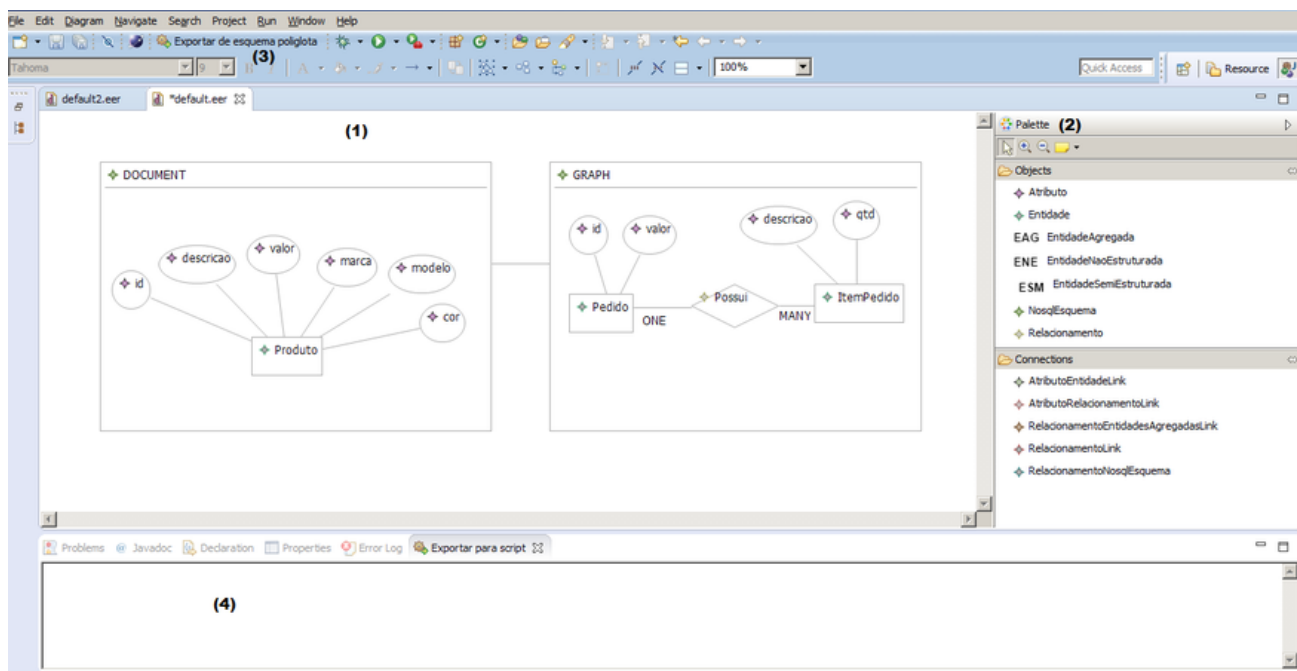 File Edit Diagram Navigate Search Project Run Window Help
Exportar de esquema poliglota
(3)
Tahoma 9 B I A 100% Quick Access Resource
default2.eer *default.eer
(1)
Palette (2)
DOCUMENT
GRAPH
Objects
Atributo
Entidade
EAG EntidadeAgregada
ENE EntidadeNaoEstruturada
ESM EntidadeSemiEstruturada
NosqlEsquema
Relacionamento
Connections
AtributoEntidadeLink
AtributoRelacionamentoLink
RelacionamentoEntidadesAgregadasLink
RelacionamentoLink
RelacionamentoNosqlEsquema
id
descricao
valor
marca
modelo
cor
Produto
id
valor
descricao
qtd
Pedido
ONE
Possui
MANY
ItemPedido
Problems Javadoc Declaration Properties Error Log Exportar para script
(4)